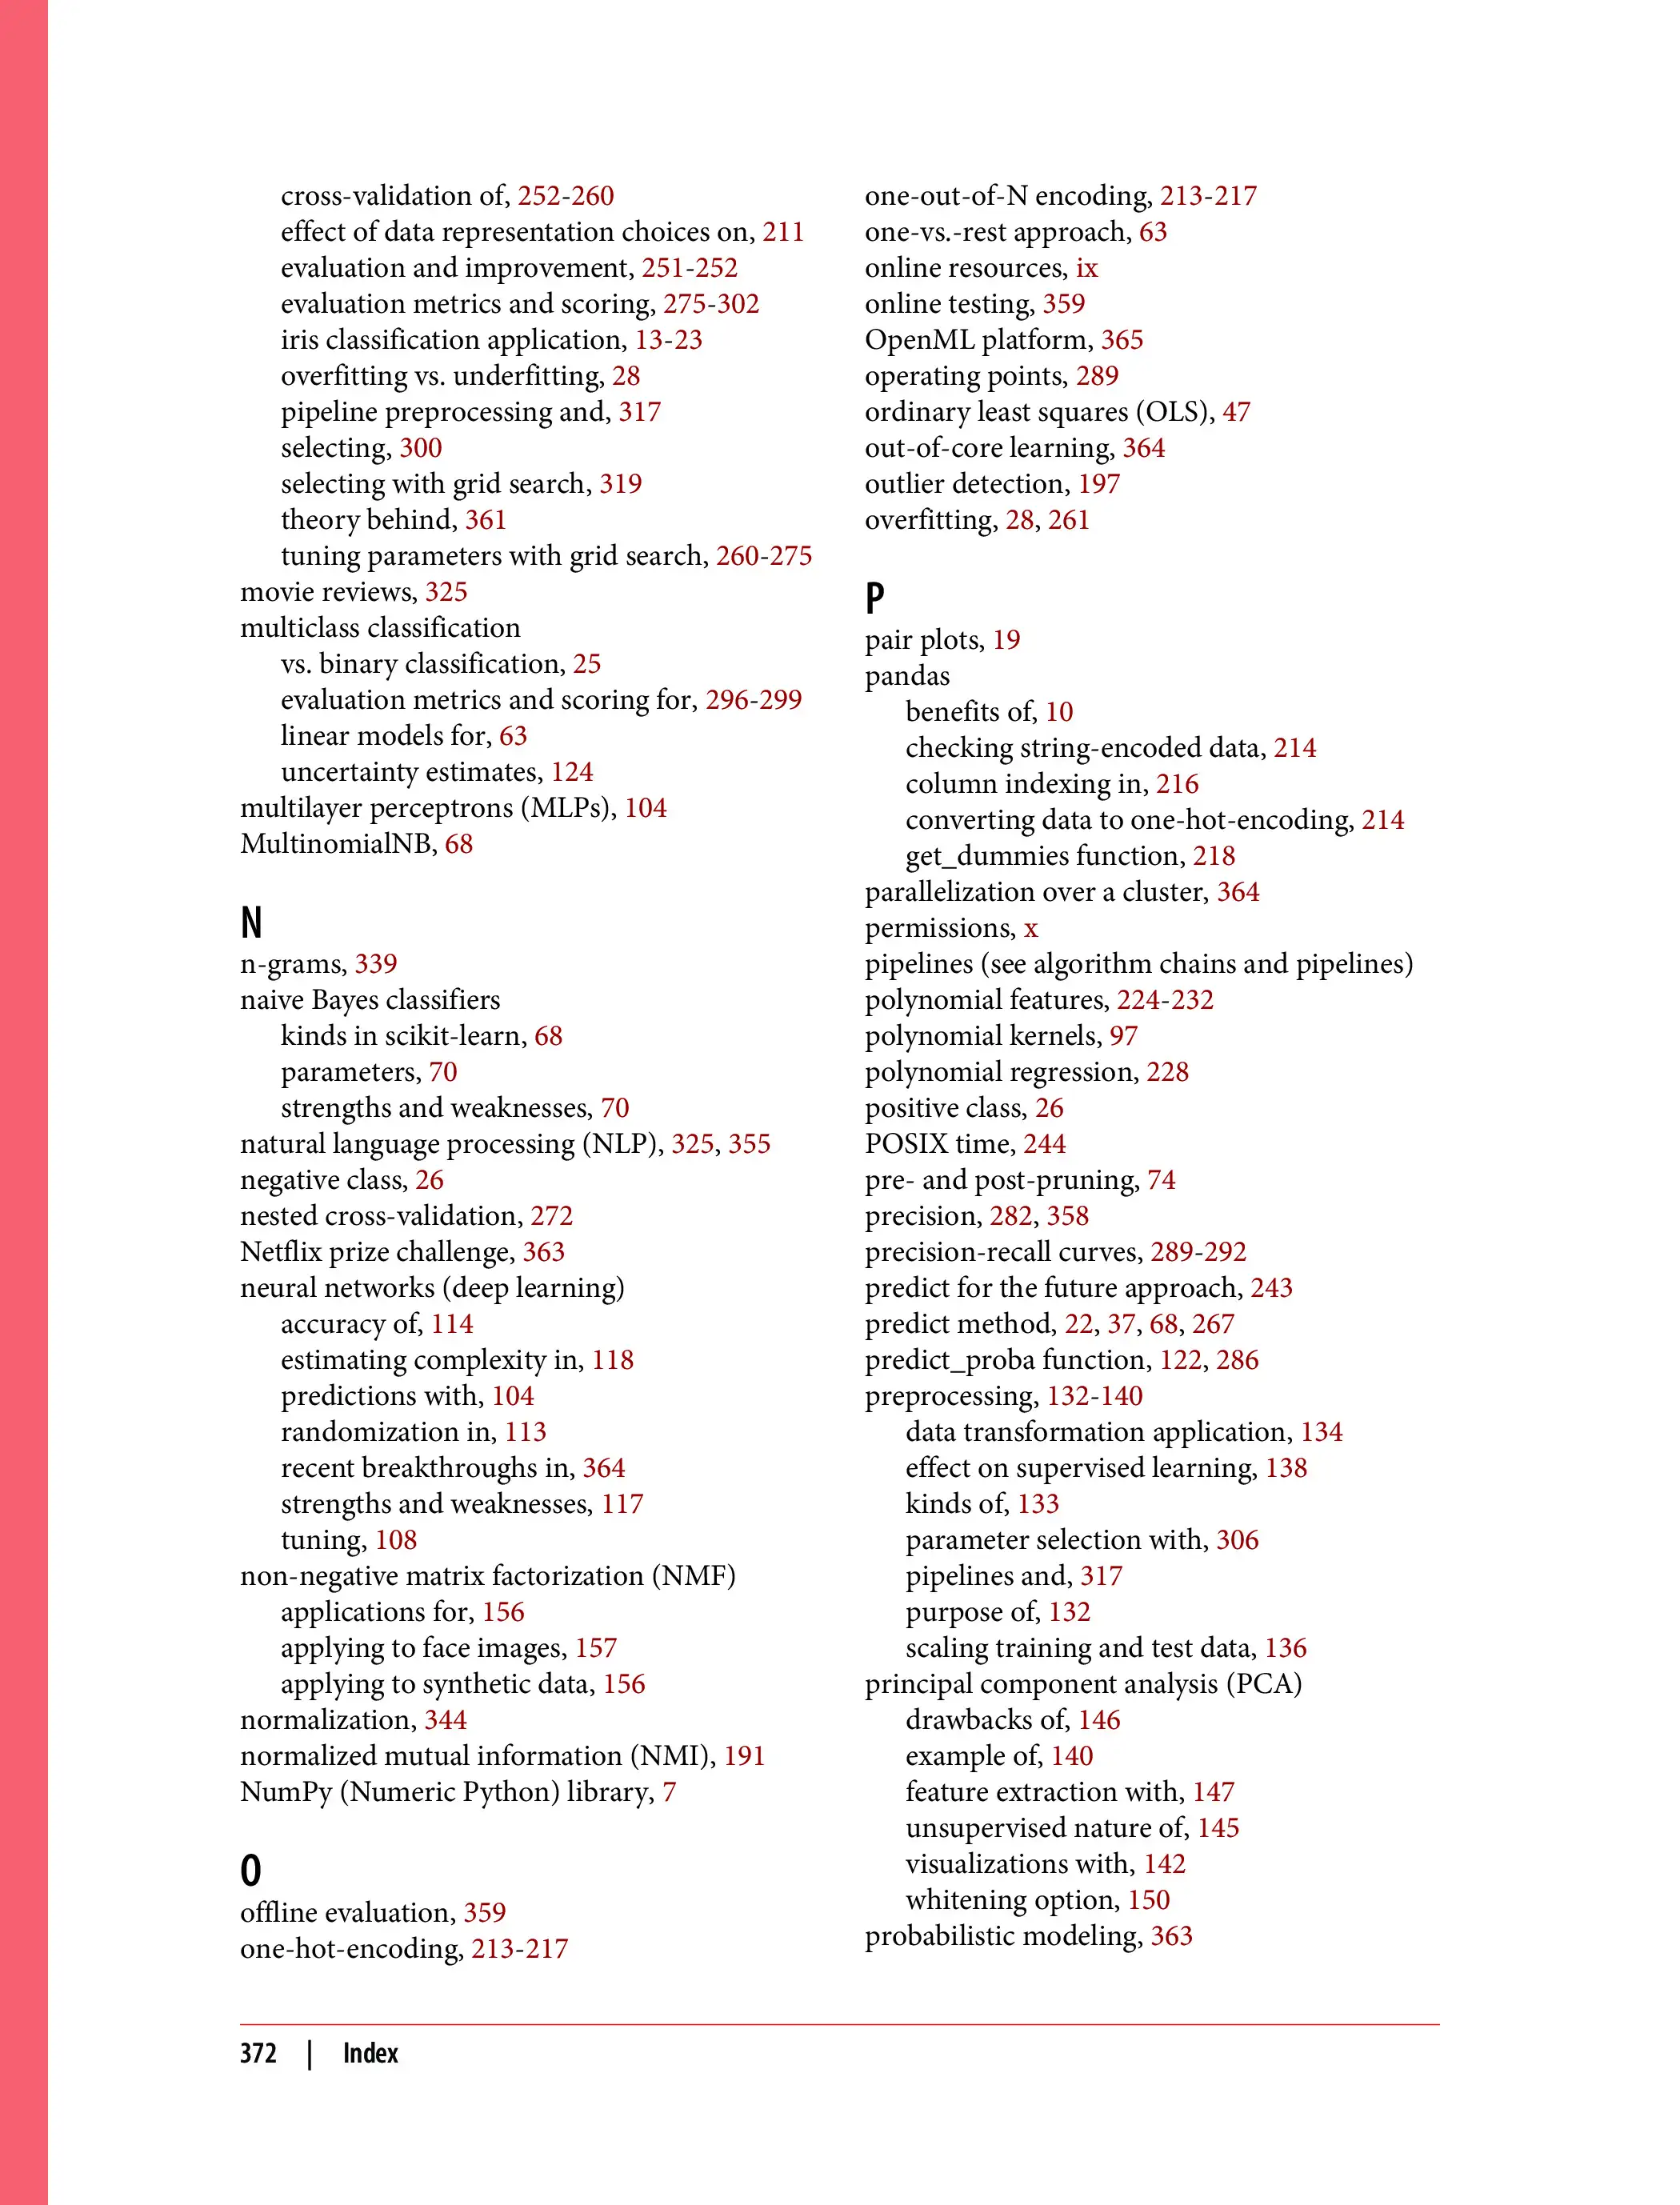 cross-validation of, 252-260
effect of data representation choices on, 211
evaluation and improvement, 251-252
evaluation metrics and scoring, 275-302
iris classification application, 13-23
overfitting vs. underfitting, 28
pipeline preprocessing and, 317
selecting, 300
selecting with grid search, 319
theory behind, 361
tuning parameters with grid search, 260-275
movie reviews, 325
multiclass classification
vs. binary classification, 25
evaluation metrics and scoring for, 296-299
linear models for, 63
uncertainty estimates, 124
multilayer perceptrons (MLPs), 104
MultinomialNB, 68
N
n-grams, 339
naive Bayes classifiers
kinds in scikit-learn, 68
parameters, 70
strengths and weaknesses, 70
natural language processing (NLP), 325, 355
negative class, 26
nested cross-validation, 272
Netflix prize challenge, 363
neural networks (deep learning)
accuracy of, 114
estimating complexity in, 118
predictions with, 104
randomization in, 113
recent breakthroughs in, 364
strengths and weaknesses, 117
tuning, 108
non-negative matrix factorization (NMF)
applications for, 156
applying to face images, 157
applying to synthetic data, 156
normalization, 344
normalized mutual information (NMI), 191
NumPy (Numeric Python) library, 7
O
offline evaluation, 359
one-hot-encoding, 213-217
one-out-of-N encoding, 213-217
one-vs.-rest approach, 63
online resources, ix
online testing, 359
OpenML platform, 365
operating points, 289
ordinary least squares (OLS), 47
out-of-core learning, 364
outlier detection, 197
overfitting, 28, 261
P
pair plots, 19
pandas
benefits of, 10
checking string-encoded data, 214
column indexing in, 216
converting data to one-hot-encoding, 214
get_dummies function, 218
parallelization over a cluster, 364
permissions, x
pipelines (see algorithm chains and pipelines)
polynomial features, 224-232
polynomial kernels, 97
polynomial regression, 228
positive class, 26
POSIX time, 244
pre- and post-pruning, 74
precision, 282, 358
precision-recall curves, 289-292
predict for the future approach, 243
predict method, 22, 37, 68, 267
predict_proba function, 122, 286
preprocessing, 132-140
data transformation application, 134
effect on supervised learning, 138
kinds of, 133
parameter selection with, 306
pipelines and, 317
purpose of, 132
scaling training and test data, 136
principal component analysis (PCA)
drawbacks of, 146
example of, 140
feature extraction with, 147
unsupervised nature of, 145
visualizations with, 142
whitening option, 150
probabilistic modeling, 363
372 | Index